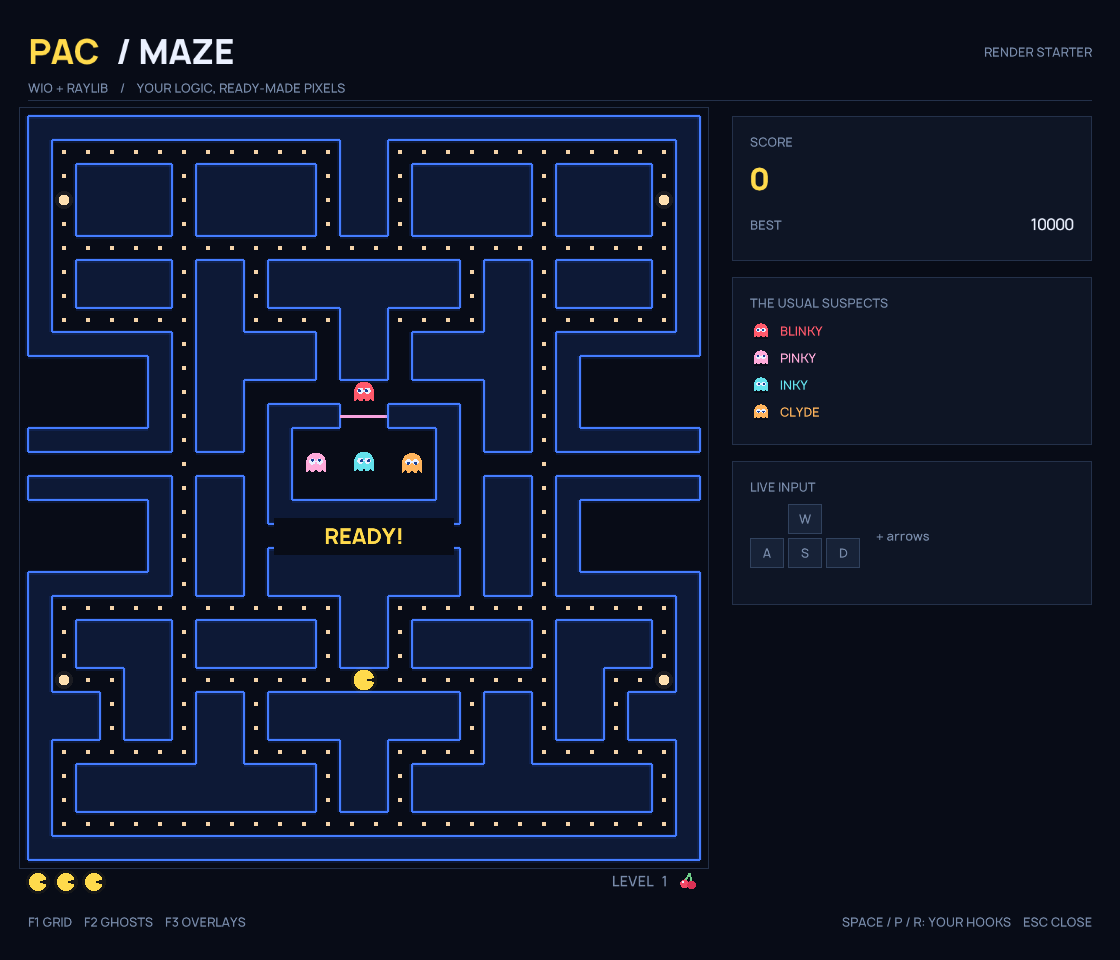 PAC / MAZE
RENDER STARTER
WIO + RAYLIB / YOUR LOGIC, READY-MADE PIXELS
SCORE
0
BEST 10000
THE USUAL SUSPECTS
BLINKY
PINKY
INKY
CLYDE
LIVE INPUT
W
A S D
+ arrows
READY!
LEVEL 1
F1 GRID F2 GHOSTS F3 OVERLAYS
SPACE / P / R: YOUR HOOKS ESC CLOSE